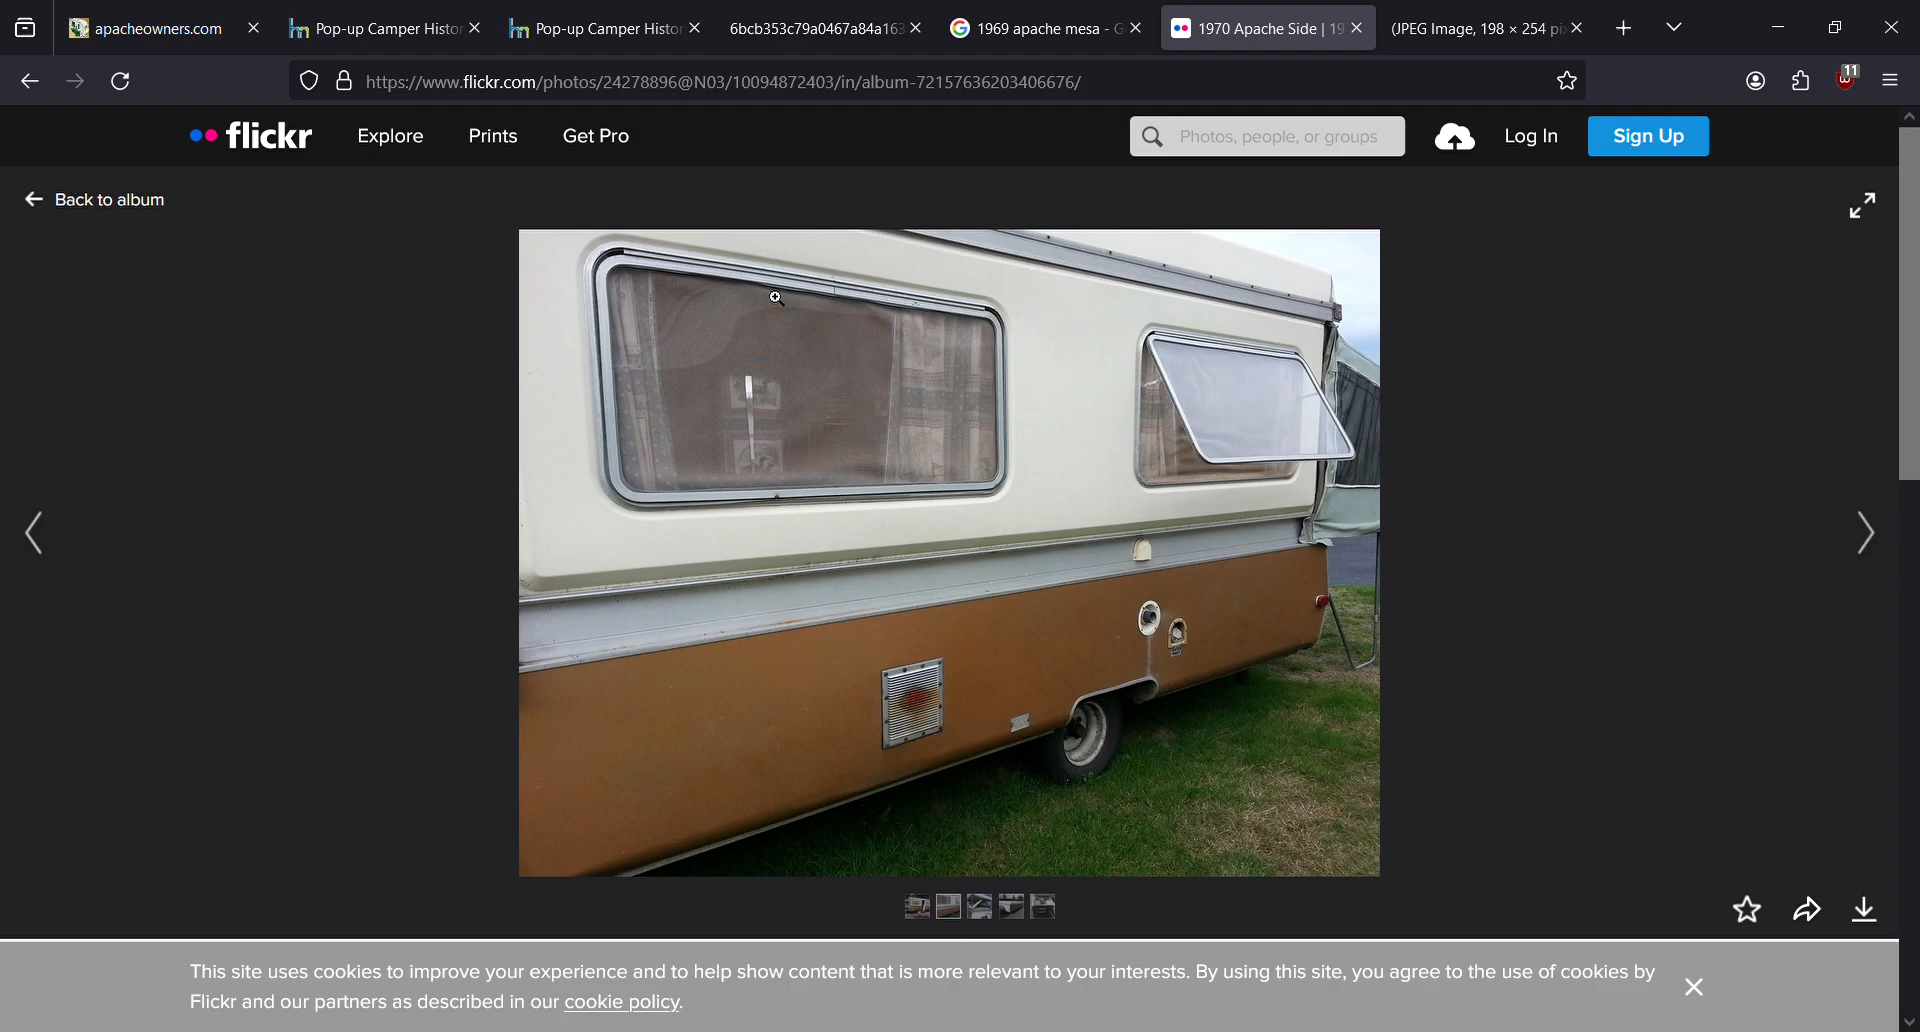 apacheowners.com
Pop-up Camper Histor
Pop-up Camper Histor
6bcb353c79a0467a84a163
1969 apache mesa - G
1970 Apache Side | 19
(JPEG Image, 198 × 254 pi
https://www.flickr.com/photos/24278896@N03/10094872403/in/album-72157636203406676/
11
flickr
Explore
Prints
Get Pro
Photos, people, or groups
Log In
Sign Up
Back to album
This site uses cookies to improve your experience and to help show content that is more relevant to your interests. By using this site, you agree to the use of cookies by
Flickr and our partners as described in our cookie policy.